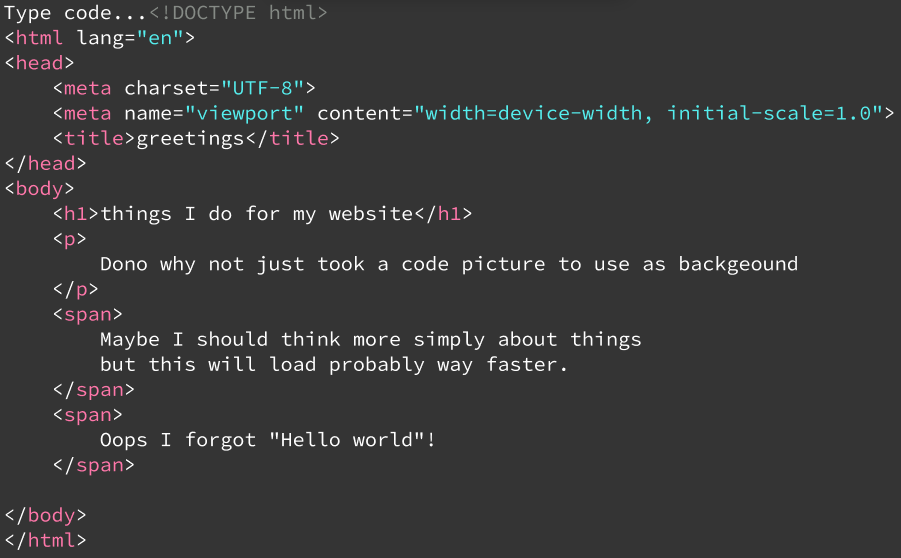 Type code...<!DOCTYPE html>
<html lang="en">
<head>
    <meta charset="UTF-8">
    <meta name="viewport" content="width=device-width, initial-scale=1.0">
    <title>greetings</title>
</head>
<body>
    <h1>things I do for my website</h1>
    <p>
        Dono why not just took a code picture to use as backgeound
    </p>
    <span>
        Maybe I should think more simply about things
        but this will load probably way faster.
    </span>
    <span>
        Oops I forgot "Hello world"!
    </span>

</body>
</html>